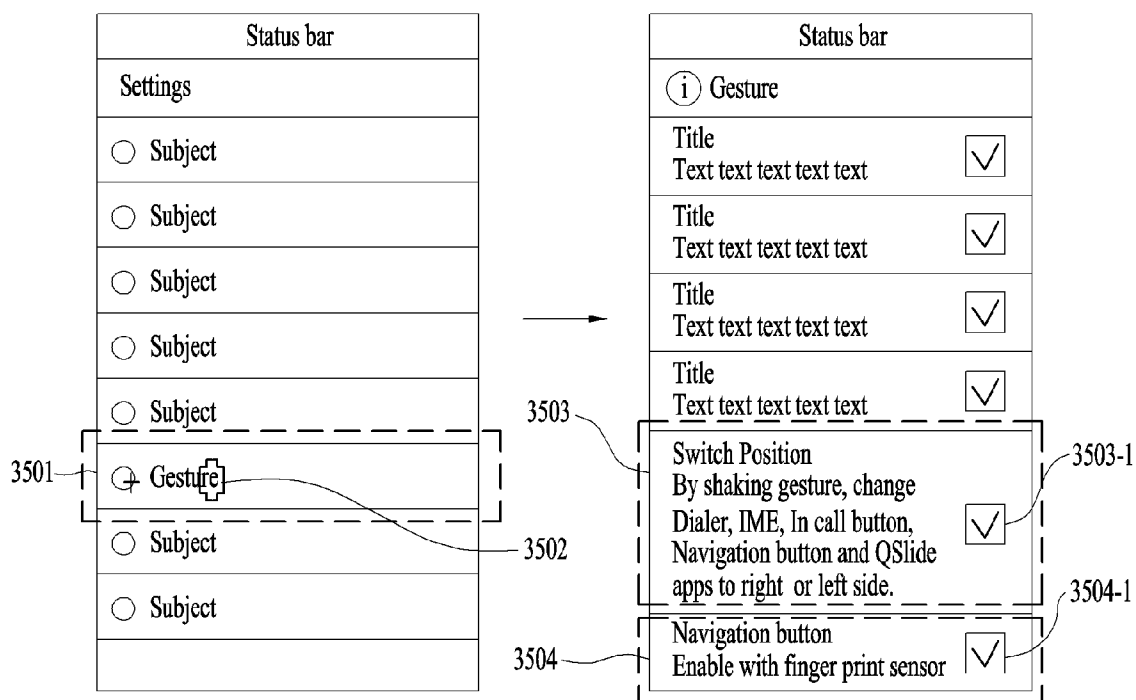 Status bar
Settings
Subject
Subject
Subject
Subject
Subject
3501
Gesture
3502
Subject
Subject
Status bar
i Gesture
Title
Text text text text text
Title
Text text text text text
Title
Text text text text text
Title
Text text text text text
3503
Switch Position
By shaking gesture, change
Dialer, IME, In call button,
Navigation button and QSlide
apps to right or left side.
3503-1
3504
Navigation button
Enable with finger print sensor
3504-1